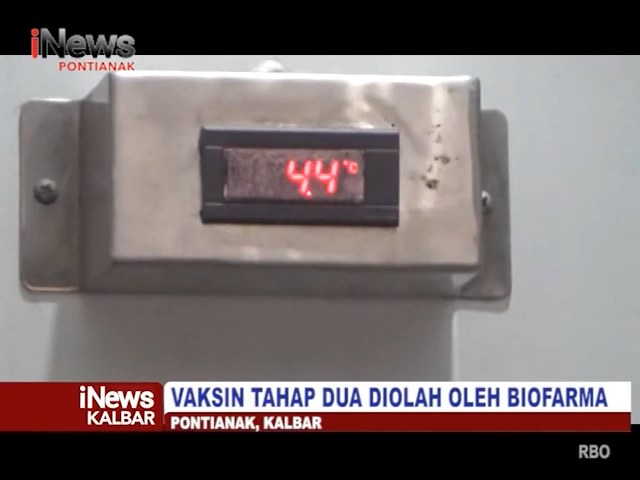 iNews
PONTIANAK
4.4 °C
iNews
KALBAR
VAKSIN TAHAP DUA DIOLAH OLEH BIOFARMA
PONTIANAK, KALBAR
RBO